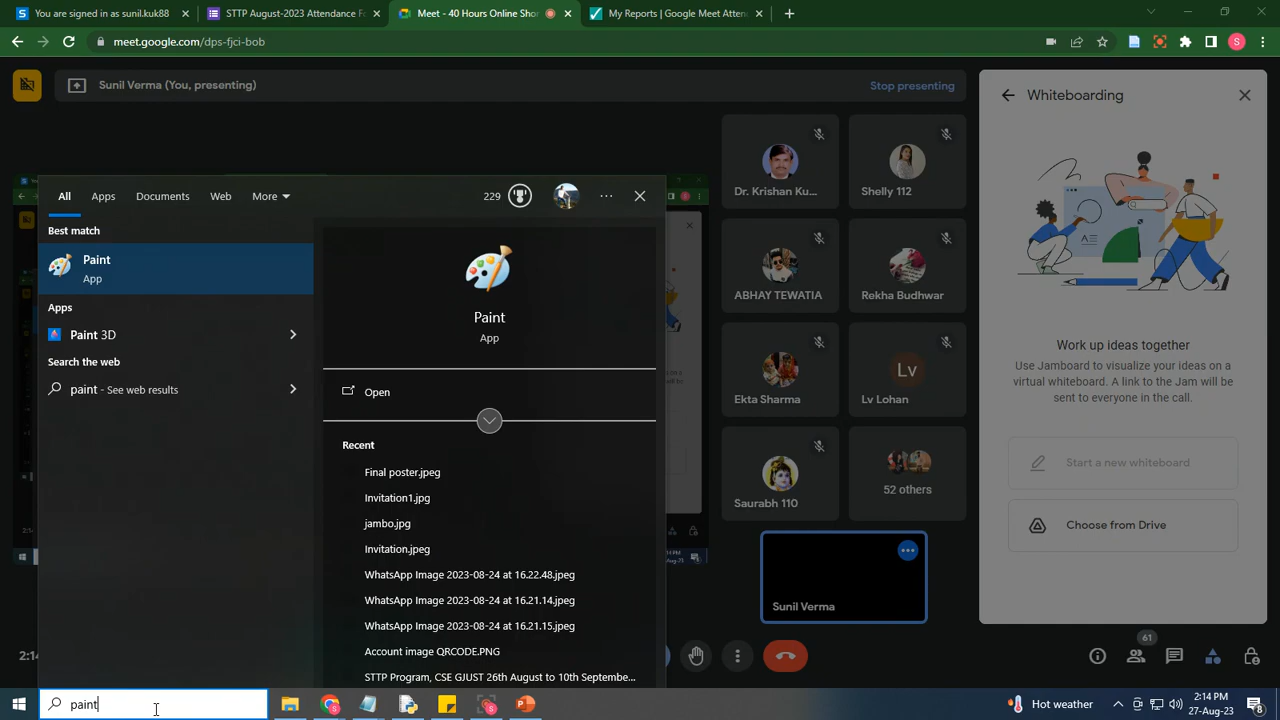 You are signed in as sunil.kuk88
STTP August-2023 Attendance Fo
Meet - 40 Hours Online Shor
My Reports | Google Meet Atten
meet.google.com/dps-fjci-bob
S
Sunil Verma (You, presenting)
Stop presenting
Whiteboarding
Dr. Krishan Ku...
Shelly 112
ABHAY TEWATIA
Rekha Budhwar
Ekta Sharma
Lv
Lv Lohan
Saurabh 110
52 others
Sunil Verma
Work up ideas together
Use Jamboard to visualize your ideas on a
virtual whiteboard. A link to the Jam will be
sent to everyone in the call.
Start a new whiteboard
Choose from Drive
All
Apps
Documents
Web
More
229
Best match
Paint
App
Apps
Paint 3D
Search the web
paint - See web results
Paint
App
Open
Recent
Final poster.jpeg
Invitation1.jpg
jambo.jpg
Invitation.jpeg
WhatsApp Image 2023-08-24 at 16.22.48.jpeg
WhatsApp Image 2023-08-24 at 16.21.14.jpeg
WhatsApp Image 2023-08-24 at 16.21.15.jpeg
Account image QRCODE.PNG
STTP Program, CSE GJUST 26th August to 10th Septembe...
2:14
61
paint
Hot weather
2:14 PM
27-Aug-23
8